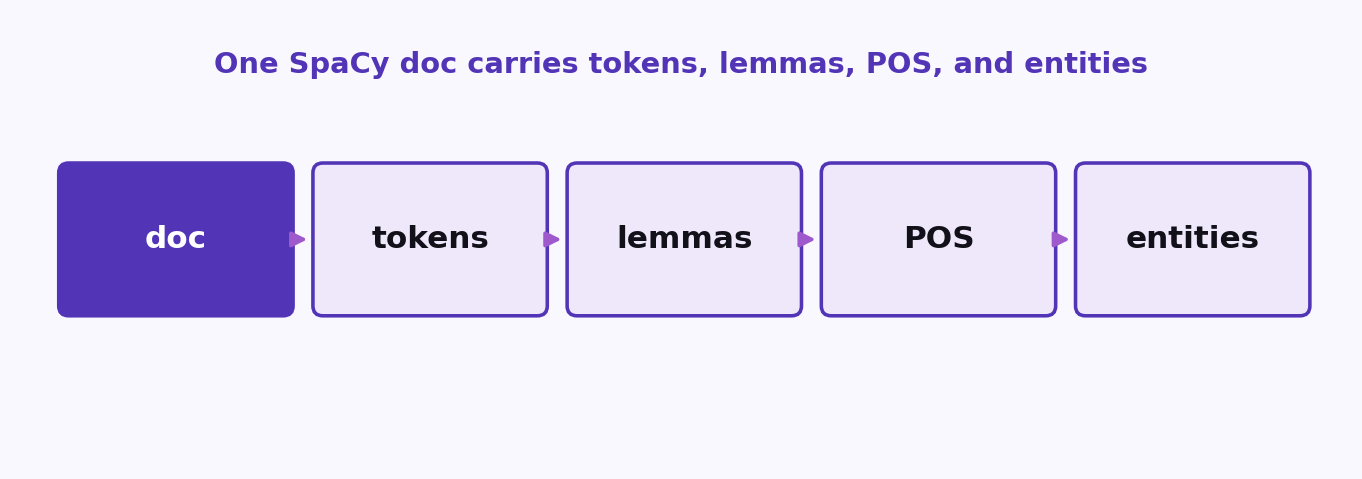 One SpaCy doc carries tokens, lemmas, POS, and entities
doc
tokens
lemmas
POS
entities